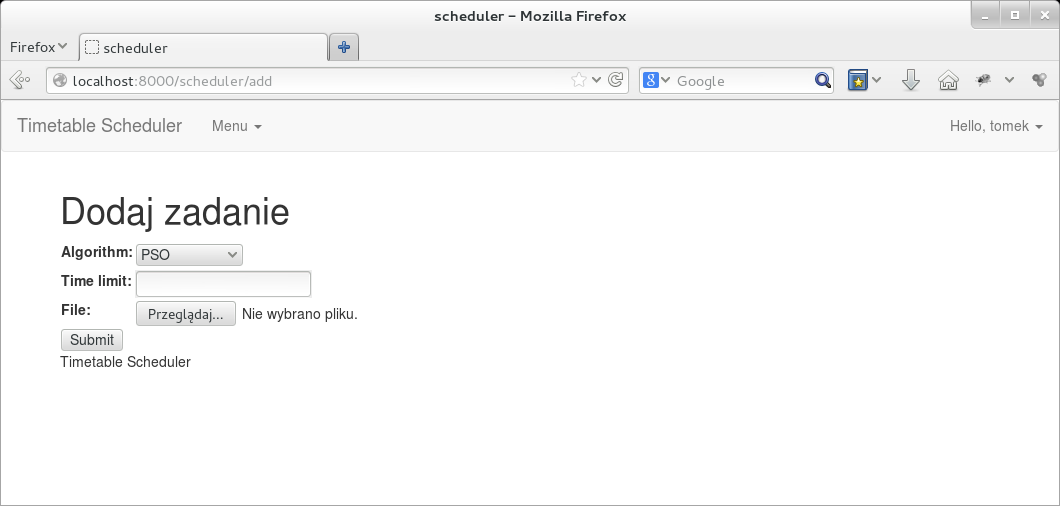 scheduler – Mozilla Firefox
Firefox
scheduler
localhost:8000/scheduler/add
8 Google
Timetable Scheduler Menu Hello, tomek
Dodaj zadanie
Algorithm: PSO
Time limit:
File: Przeglądaj... Nie wybrano pliku.
Submit
Timetable Scheduler